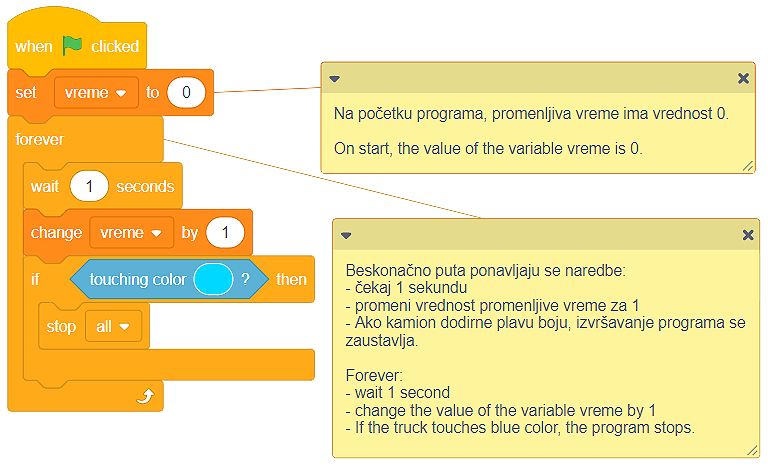 when clicked
set vreme to 0
forever
wait 1 seconds
change vreme by 1
if touching color ? then
stop all
Na početku programa, promenljiva vreme ima vrednost 0.
On start, the value of the variable vreme is 0.
Beskonačno puta ponavljaju se naredbe:
- čekaj 1 sekundu
- promeni vrednost promenljive vreme za 1
- Ako kamion dodirne plavu boju, izvršavanje programa se
zaustavlja.
Forever:
- wait 1 second
- change the value of the variable vreme by 1
- If the truck touches blue color, the program stops.